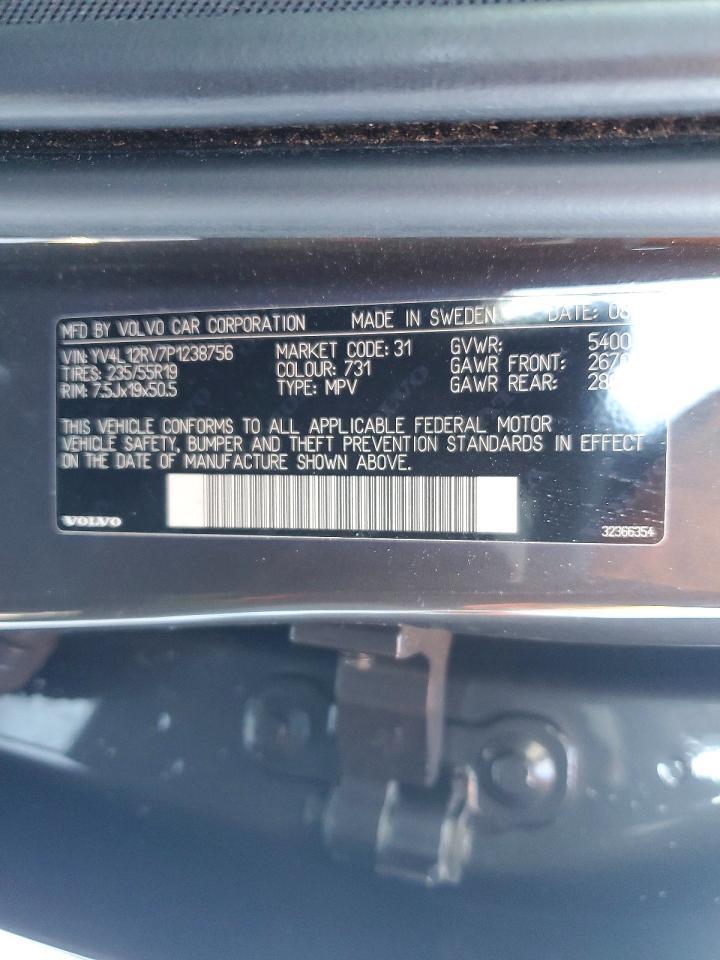 MFD BY VOLVO CAR CORPORATION MADE IN SWEDEN DATE: 08
VIN: YV4L12RV7P1238756 MARKET CODE: 31 GVWR: 5400
TIRES: 235/55R19 COLOUR: 731 GAWR FRONT:
RIM: 7.5Jx19x50.5 TYPE: MPV GAWR REAR:
THIS VEHICLE CONFORMS TO ALL APPLICABLE FEDERAL MOTOR
VEHICLE SAFETY, BUMPER AND THEFT PREVENTION STANDARDS IN EFFECT
ON THE DATE OF MANUFACTURE SHOWN ABOVE.
VOLVO 32366354